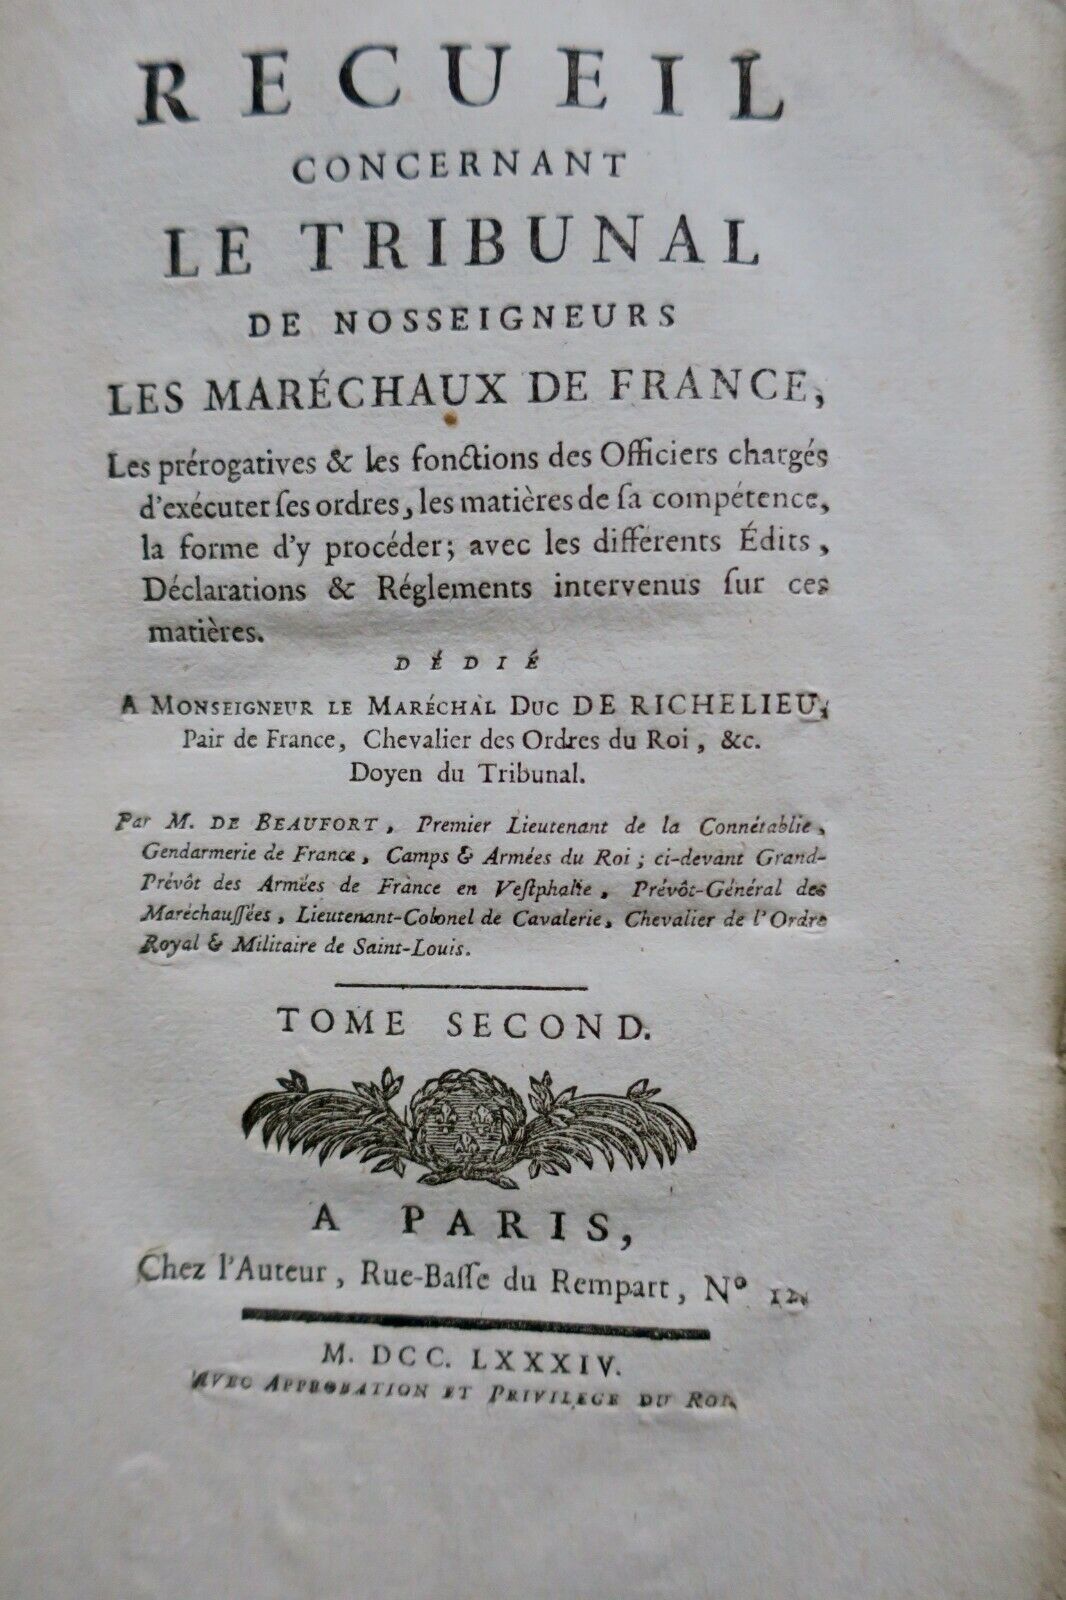 RECUEIL
CONCERNANT
LE TRIBUNAL
DE NOSSEIGNEURS
LES MARÉCHAUX DE FRANCE,
Les prérogatives & les fonctions des Officiers chargés
d'exécuter ſes ordres, les matières de ſa compétence,
la forme d'y procéder; avec les différents Édits,
Déclarations & Réglements intervenus ſur ces
matières.
DÉDIÉ
A MONSEIGNEUR LE MARÉCHAL DUC DE RICHELIEU,
Pair de France, Chevalier des Ordres du Roi, &c.
Doyen du Tribunal.
Par M. DE BEAUFORT, Premier Lieutenant de la Connétablie,
Gendarmerie de France, Camps & Armées du Roi; ci-devant Grand-
Prévôt des Armées de France en Veſtphalie, Prévôt-Général des
Maréchauſſées, Lieutenant-Colonel de Cavalerie, Chevalier de l'Ordre
Royal & Militaire de Saint-Louis.
TOME SECOND.
A PARIS,
Chez l'Auteur, Rue-Baſſe du Rempart, N°
M. DCC. LXXXIV.
AVEC APPROBATION ET PRIVILEGE DU ROI.